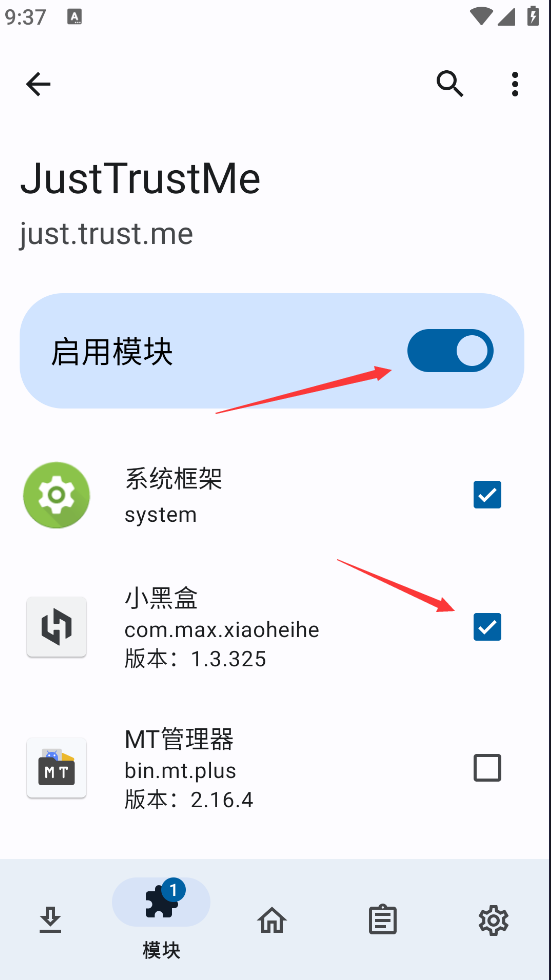 9:37
A
JustTrustMe
just.trust.me
启用模块
系统框架
system
小黑盒
com.max.xiaoheihe
版本：1.3.325
MT管理器
bin.mt.plus
版本：2.16.4
MT
1
模块